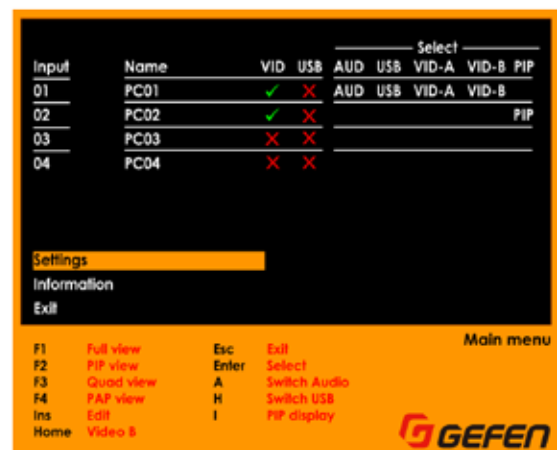 Select
Input Name VID USB AUD USB VID-A VID-B PIP
01 PC01 ✓ X AUD USB VID-A VID-B
02 PC02 ✓ X PIP
03 PC03 X X
04 PC04 X X
Settings
Information
Exit
Main menu
F1 Full view Esc Exit
F2 PIP view Enter Select
F3 Quad view A Switch Audio
F4 PAP view H Switch USB
Ins Edit I PIP display
Home Video B
GEFEN